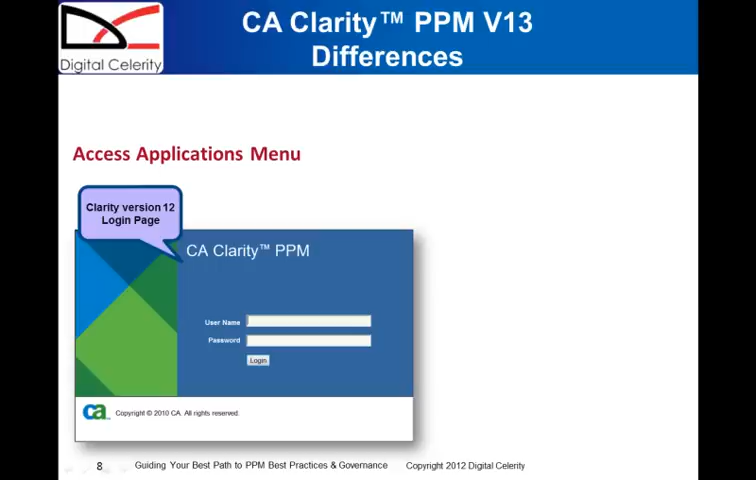 CA Clarity™ PPM V13
Differences
Digital Celerity
Access Applications Menu
Clarity version 12
Login Page
CA Clarity™ PPM
User Name
Password
Login
ca
Copyright © 2010 CA. All rights reserved.
8
Guiding Your Best Path to PPM Best Practices & Governance
Copyright 2012 Digital Celerity